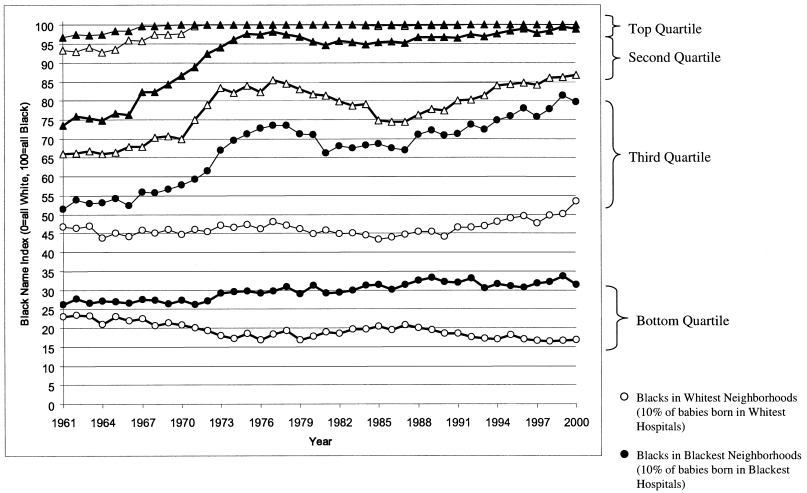 Black Name Index (0=all White, 100=all Black)
100
95
90
85
80
75
70
65
60
55
50
45
40
35
30
25
20
15
10
5
0
1961 1964 1967 1970 1973 1976 1979 1982 1985 1988 1991 1994 1997 2000
Year
Top Quartile
Second Quartile
Third Quartile
Bottom Quartile
Blacks in Whitest Neighborhoods
(10% of babies born in Whitest
Hospitals)
Blacks in Blackest Neighborhoods
(10% of babies born in Blackest
Hospitals)